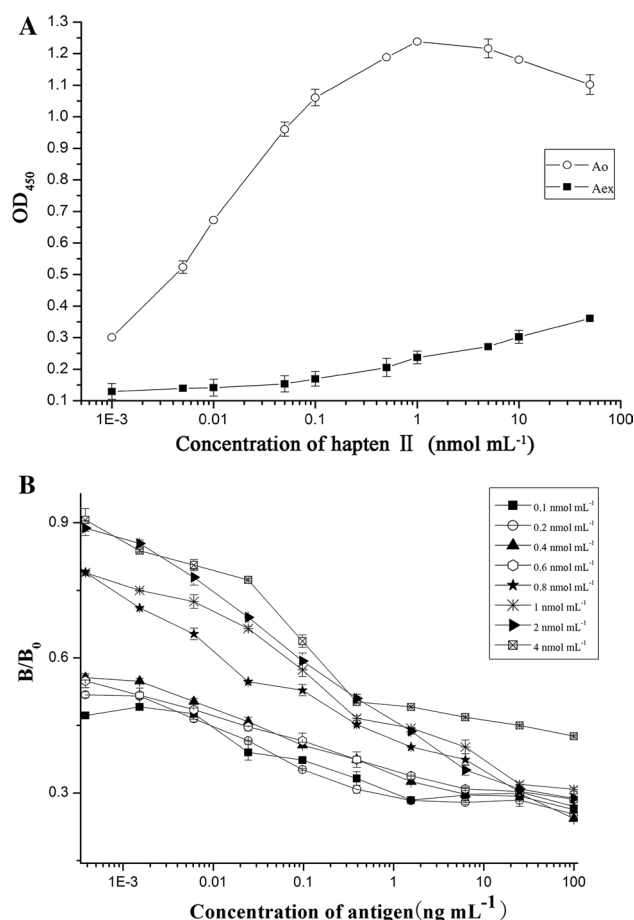 A
1.3
1.2
1.1
1.0
0.9
0.8
0.7
0.6
0.5
0.4
0.3
0.2
0.1
OD450
Ao
Aex
1E-3
0.01
0.1
1
10
Concentration of hapten Ⅱ (nmol mL-1)
B
0.9
0.6
0.3
B/B0
0.1 nmol mL-1
0.2 nmol mL-1
0.4 nmol mL-1
0.6 nmol mL-1
0.8 nmol mL-1
1 nmol mL-1
2 nmol mL-1
4 nmol mL-1
1E-3
0.01
0.1
1
10
100
Concentration of antigen(ng mL-1)